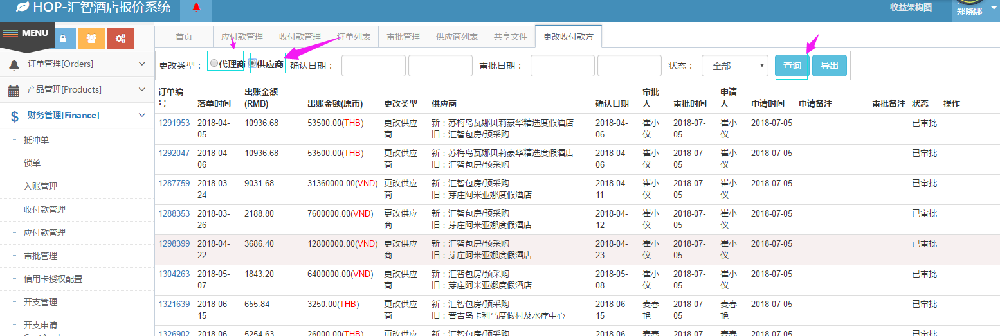 HOP-汇智酒店报价系统
收益架构图
郑晓娜
MENU
首页 应付款管理 收付款管理 订单列表 审批管理 供应商列表 共享文件 更改收付款方
更改类型： 代理商 供应商 确认日期： 审批日期： 状态： 全部 查询 导出
订单管理[Orders]
产品管理[Products]
财务管理[Finance]
抵冲单
锁单
入账管理
收付款管理
应付款管理
审批管理
信用卡授权配置
开支管理
开支申请
订单编号 落单时间 出账金额(RMB) 出账金额(原币) 更改类型 供应商 确认日期 审批人 审批时间 申请人 申请时间 申请备注 审批备注 状态 操作
1291953 2018-04-05 10936.68 53500.00(THB) 更改供应商 新：苏梅岛瓦娜贝莉豪华精选度假酒店 旧：汇智包房/预采购 2018-04-06 崔小仪 2018-07-05 崔小仪 2018-07-05 已审批
1292047 2018-04-06 10936.68 53500.00(THB) 更改供应商 新：苏梅岛瓦娜贝莉豪华精选度假酒店 旧：汇智包房/预采购 2018-04-06 崔小仪 2018-07-05 崔小仪 2018-07-05 已审批
1287759 2018-03-24 9031.68 31360000.00(VND) 更改供应商 新：汇智包房/预采购 旧：芽庄阿米亚娜度假酒店 2018-04-11 崔小仪 2018-07-05 崔小仪 2018-07-05 已审批
1288353 2018-03-26 2188.80 7600000.00(VND) 更改供应商 新：汇智包房/预采购 旧：芽庄阿米亚娜度假酒店 2018-04-12 崔小仪 2018-07-05 崔小仪 2018-07-05 已审批
1298399 2018-04-22 3686.40 12800000.00(VND) 更改供应商 新：汇智包房/预采购 旧：芽庄阿米亚娜度假酒店 2018-04-23 崔小仪 2018-07-05 崔小仪 2018-07-05 已审批
1304263 2018-05-07 1843.20 6400000.00(VND) 更改供应商 新：汇智包房/预采购 旧：芽庄阿米亚娜度假酒店 2018-05-08 崔小仪 2018-07-05 崔小仪 2018-07-05 已审批
1321639 2018-06-15 655.84 3250.00(THB) 更改供应商 新：汇智包房/预采购 旧：普吉岛卡利马度假村及水疗中心 2018-06-15 麦春艳 2018-07-05 麦春艳 2018-07-05 已审批
1326902 2018-06- 5254.63 26000.00(THB) 更改供应 新：汇智包房/预采购 2018-06- 麦春 2018-07- 麦春 2018-07-05 已审批